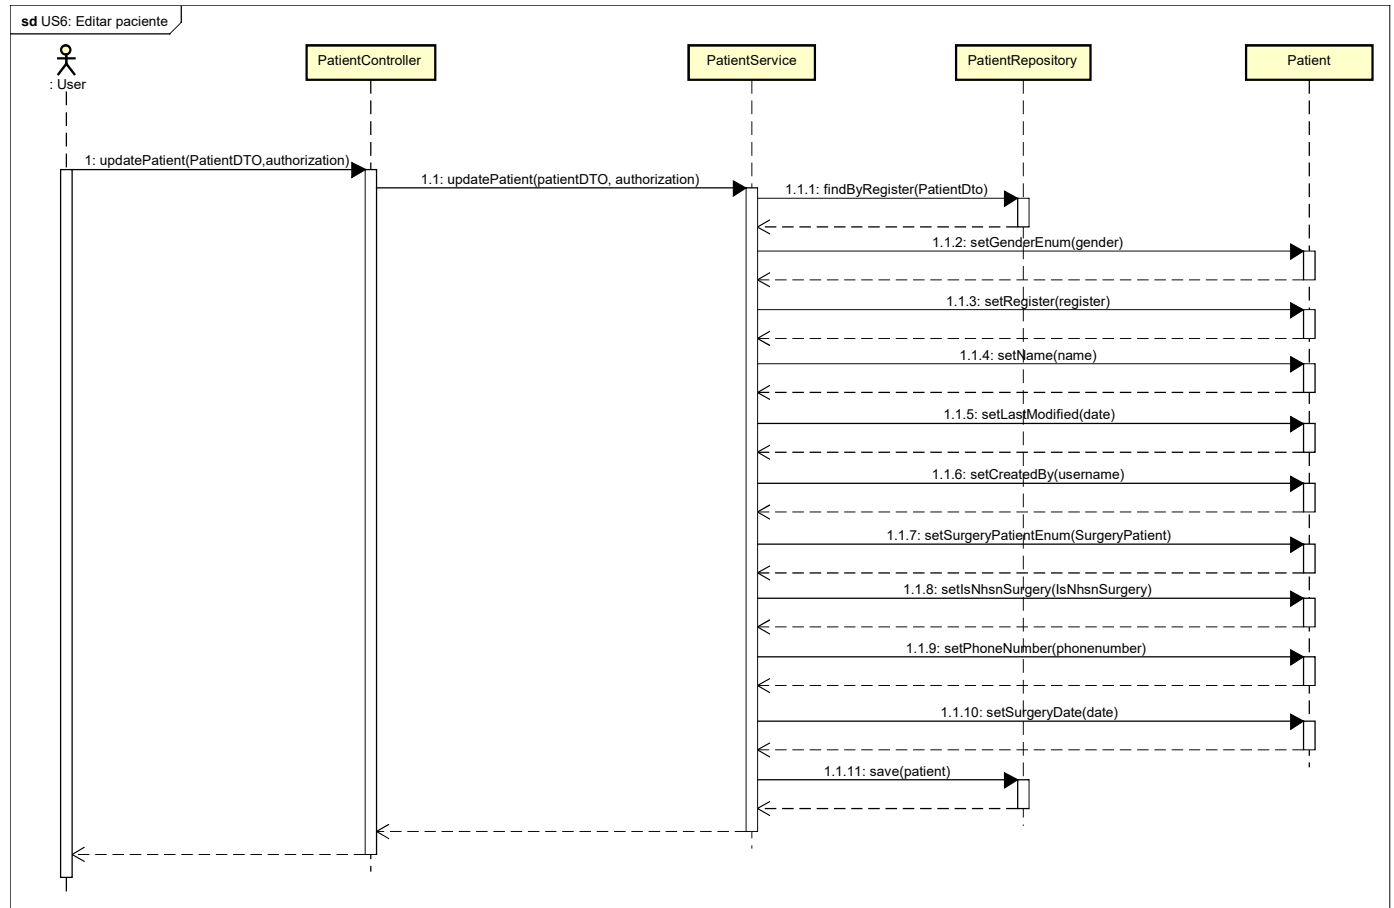 sd US6: Editar paciente
: User
PatientController
PatientService
PatientRepository
Patient
1: updatePatient(PatientDTO,authorization)
1.1: updatePatient(patientDTO, authorization)
1.1.1: findByRegister(PatientDto)
1.1.2: setGenderEnum(gender)
1.1.3: setRegister(register)
1.1.4: setName(name)
1.1.5: setLastModified(date)
1.1.6: setCreatedBy(username)
1.1.7: setSurgeryPatientEnum(SurgeryPatient)
1.1.8: setIsNhsnSurgery(IsNhsnSurgery)
1.1.9: setPhoneNumber(phonenumber)
1.1.10: setSurgeryDate(date)
1.1.11: save(patient)